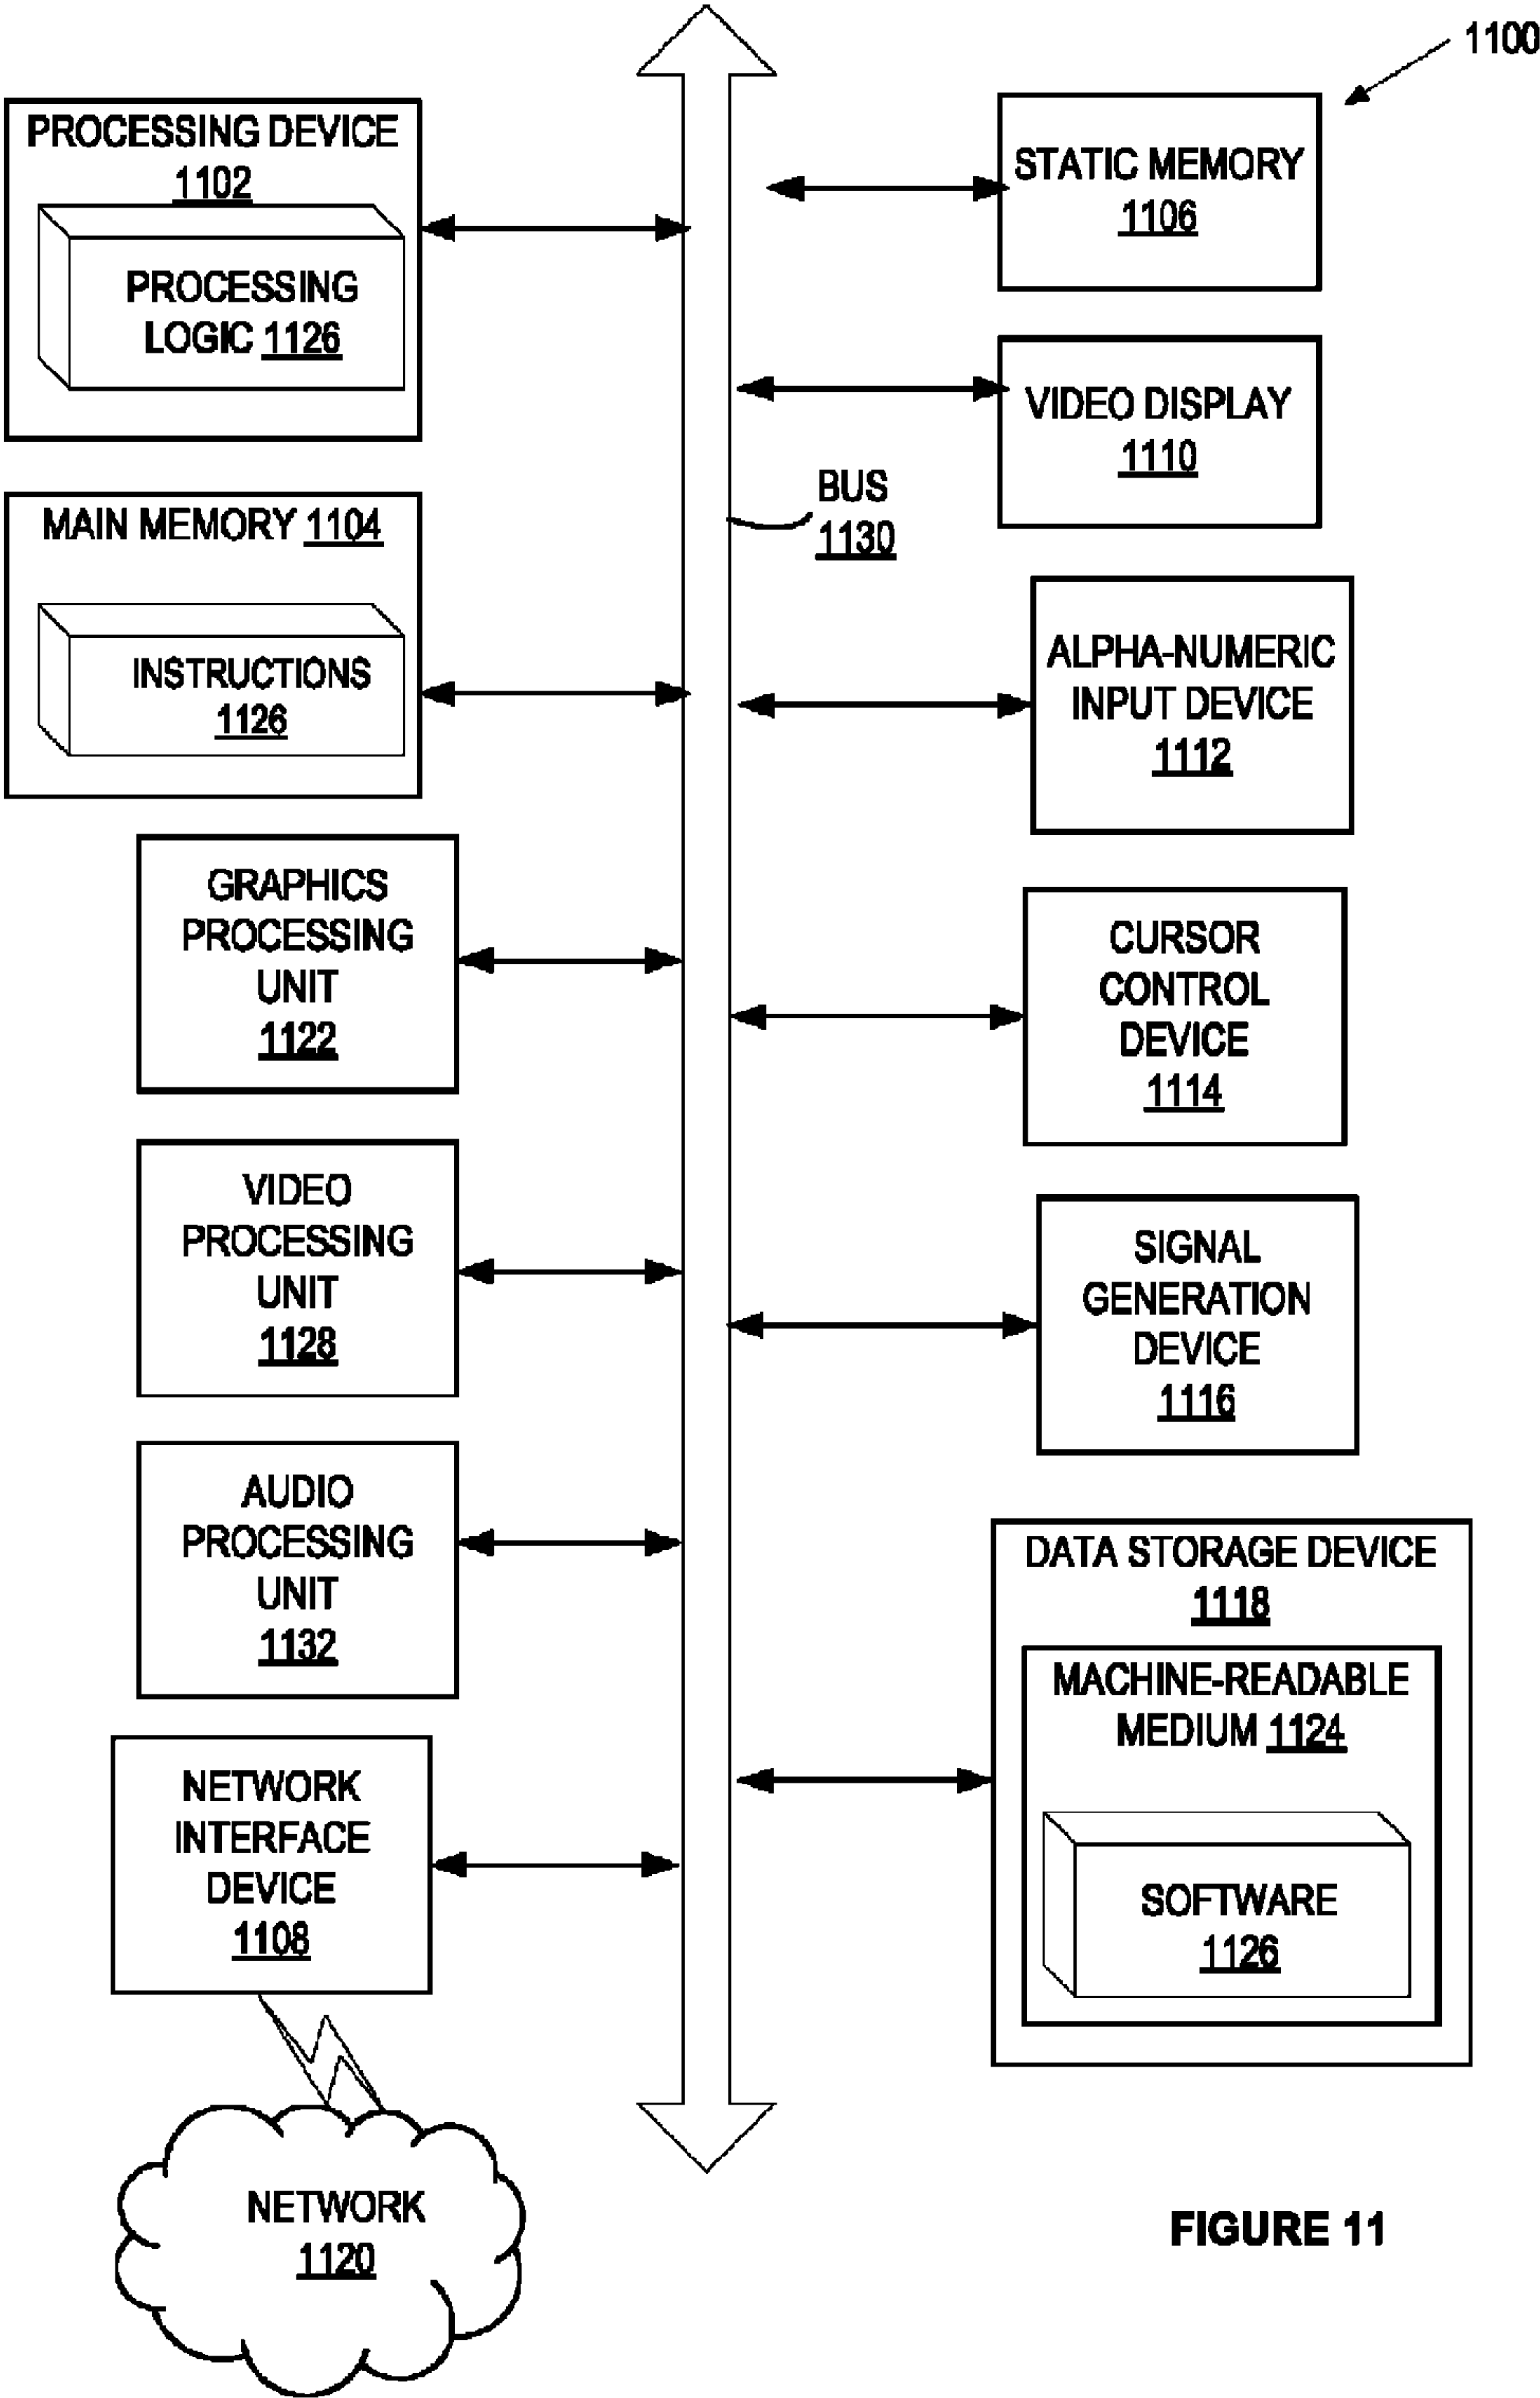 1100
PROCESSING DEVICE
1102
PROCESSING
LOGIC 1126
MAIN MEMORY 1104
INSTRUCTIONS
1126
GRAPHICS
PROCESSING
UNIT
1122
VIDEO
PROCESSING
UNIT
1128
AUDIO
PROCESSING
UNIT
1132
NETWORK
INTERFACE
DEVICE
1108
NETWORK
1120
BUS
1130
STATIC MEMORY
1106
VIDEO DISPLAY
1110
ALPHA-NUMERIC
INPUT DEVICE
1112
CURSOR
CONTROL
DEVICE
1114
SIGNAL
GENERATION
DEVICE
1116
DATA STORAGE DEVICE
1118
MACHINE-READABLE
MEDIUM 1124
SOFTWARE
1126
FIGURE 11